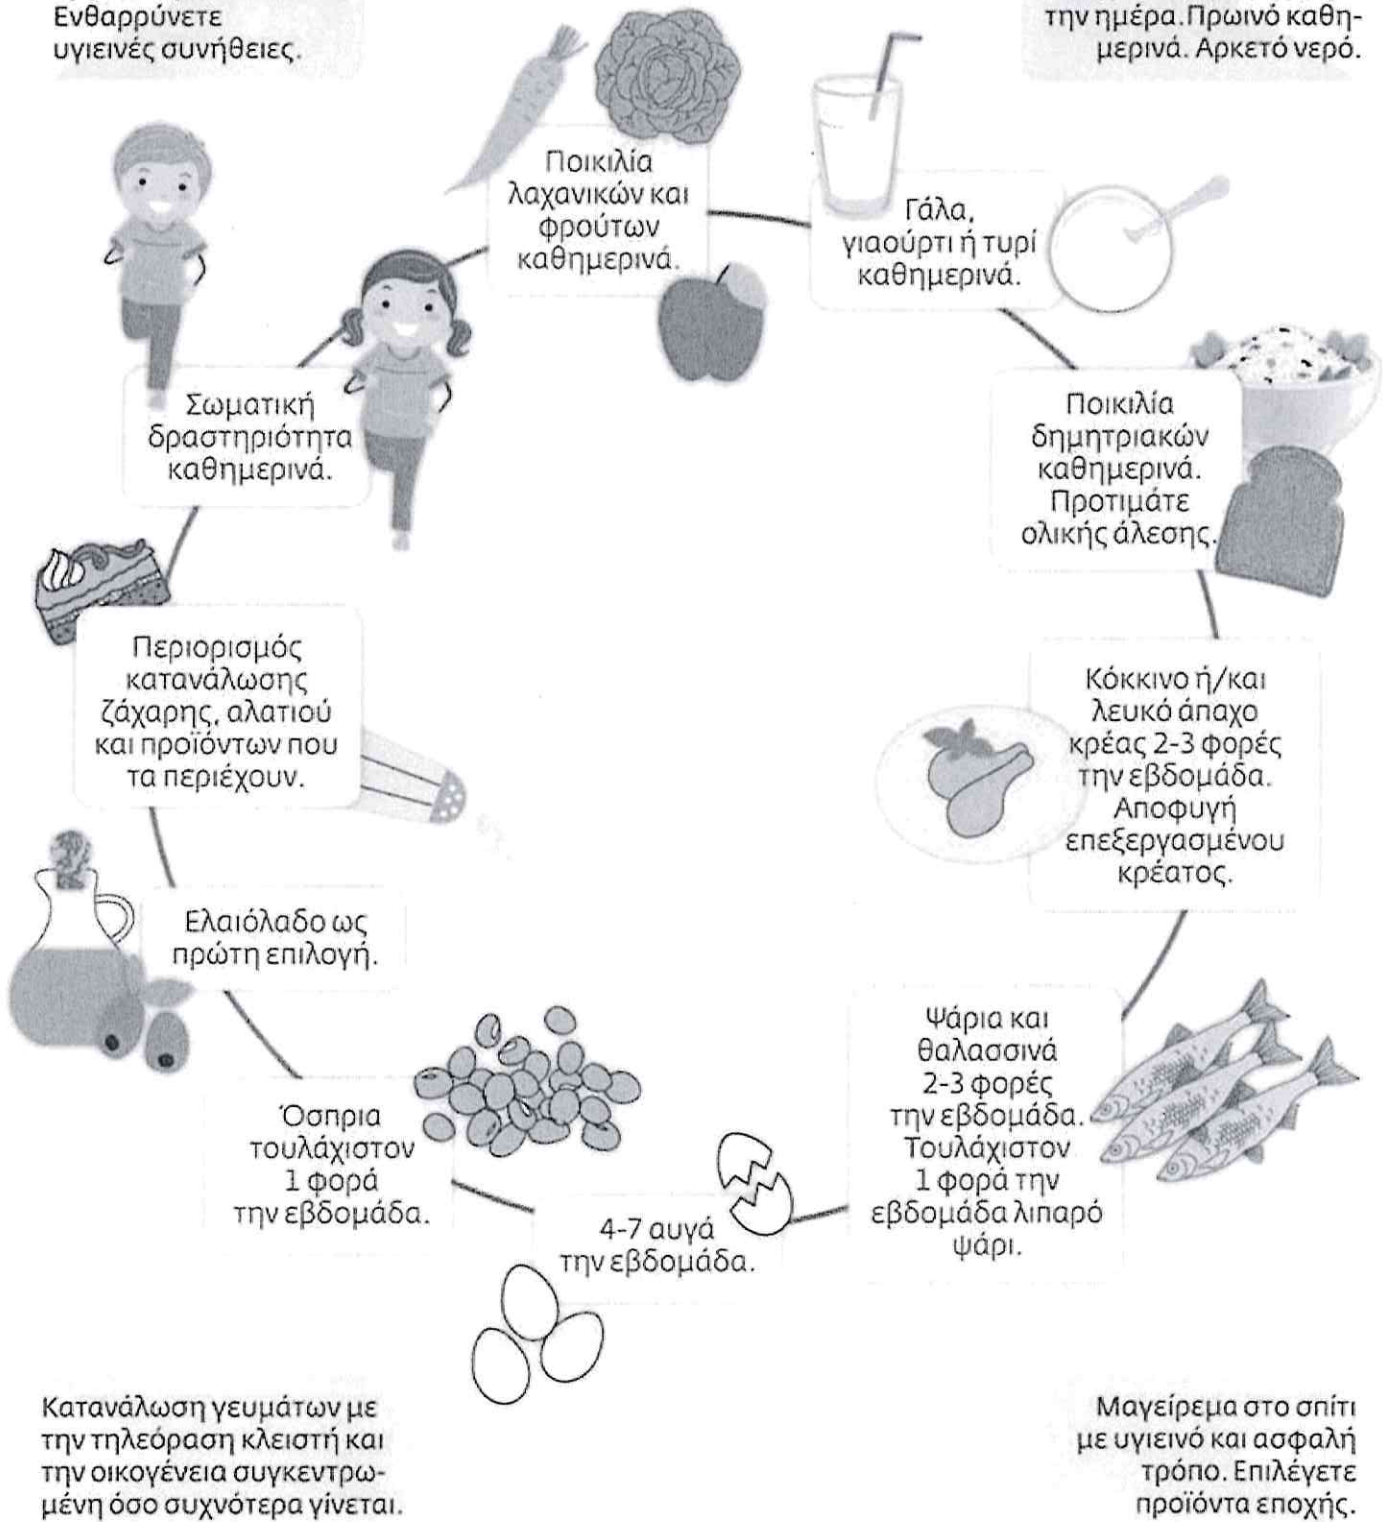 Ενθαρρύνετε
υγιεινές συνήθειες.
την ημέρα. Πρωινό καθη-
μερινά. Αρκετό νερό.
Ποικιλία
λαχανικών και
φρούτων
καθημερινά.
Γάλα,
γιαούρτι ή τυρί
καθημερινά.
Σωματική
δραστηριότητα
καθημερινά.
Ποικιλία
δημητριακών
καθημερινά.
Προτιμάτε
ολικής άλεσης.
Περιορισμός
κατανάλωσης
ζάχαρης, αλατιού
και προϊόντων που
τα περιέχουν.
Κόκκινο ή/και
λευκό άπαχο
κρέας 2-3 φορές
την εβδομάδα.
Αποφυγή
επεξεργασμένου
κρέατος.
Ελαιόλαδο ως
πρώτη επιλογή.
Ψάρια και
θαλασσινά
2-3 φορές
την εβδομάδα.
Τουλάχιστον
1 φορά την
εβδομάδα λιπαρό
ψάρι.
Όσπρια
τουλάχιστον
1 φορά
την εβδομάδα.
4-7 αυγά
την εβδομάδα.
Κατανάλωση γευμάτων με
την τηλεόραση κλειστή και
την οικογένεια συγκεντρω-
μένη όσο συχνότερα γίνεται.
Μαγείρεμα στο σπίτι
με υγιεινό και ασφαλή
τρόπο. Επιλέγετε
προϊόντα εποχής.